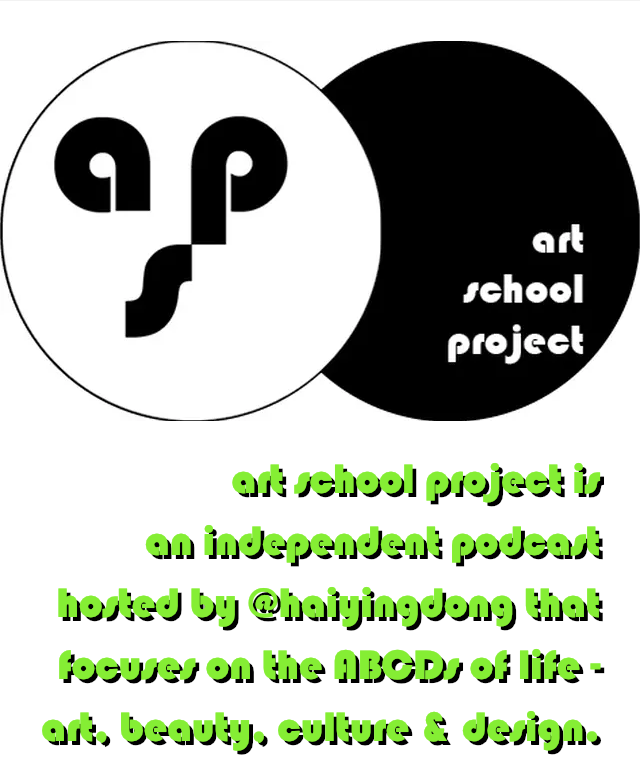 a p
s
art
school
project
art school project is
an independent podcast
hosted by @haiyingdong that
focuses on the ABCDs of life -
art, beauty, culture & design.